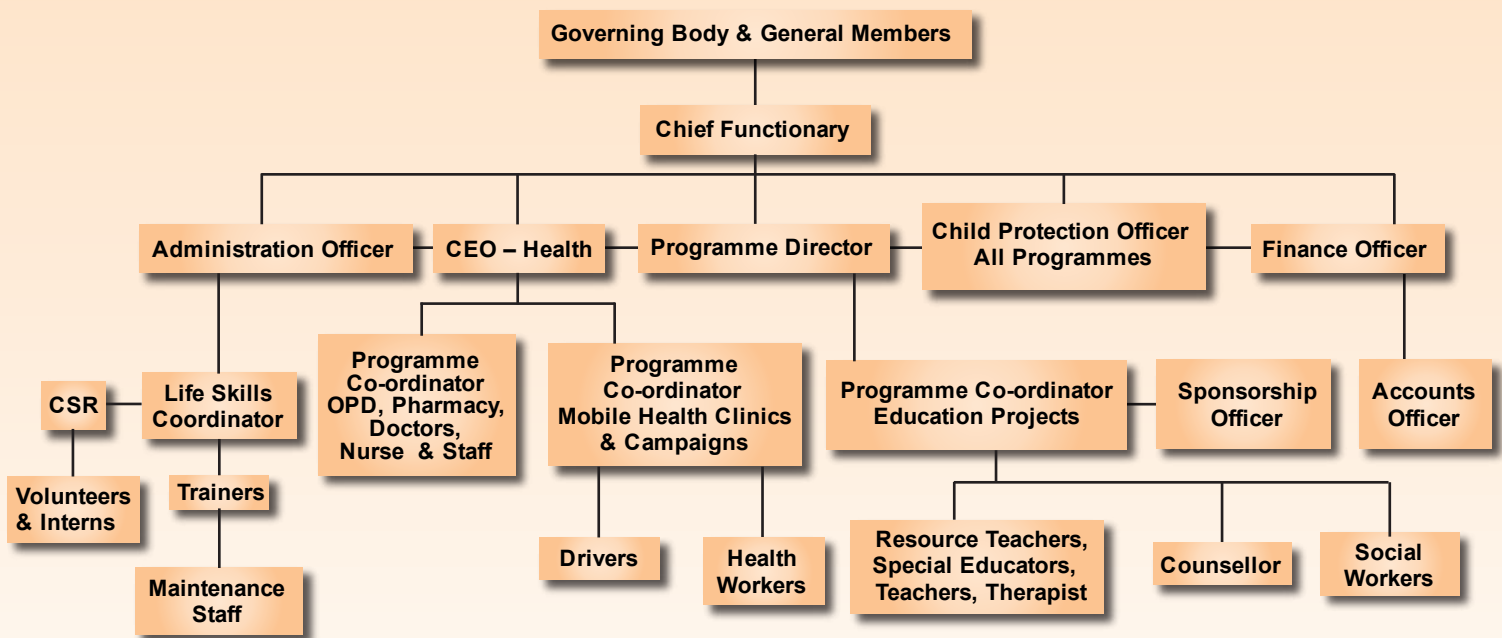 Governing Body & General Members
Chief Functionary
Administration Officer
CEO – Health
Programme Director
Child Protection Officer
All Programmes
Finance Officer
Programme
Co-ordinator
OPD, Pharmacy,
Doctors,
Nurse & Staff
Programme
Co-ordinator
Mobile Health Clinics
& Campaigns
Programme Co-ordinator
Education Projects
Sponsorship
Officer
Accounts
Officer
CSR
Life Skills
Coordinator
Volunteers
& Interns
Trainers
Maintenance
Staff
Drivers
Health
Workers
Resource Teachers,
Special Educators,
Teachers, Therapist
Counsellor
Social
Workers